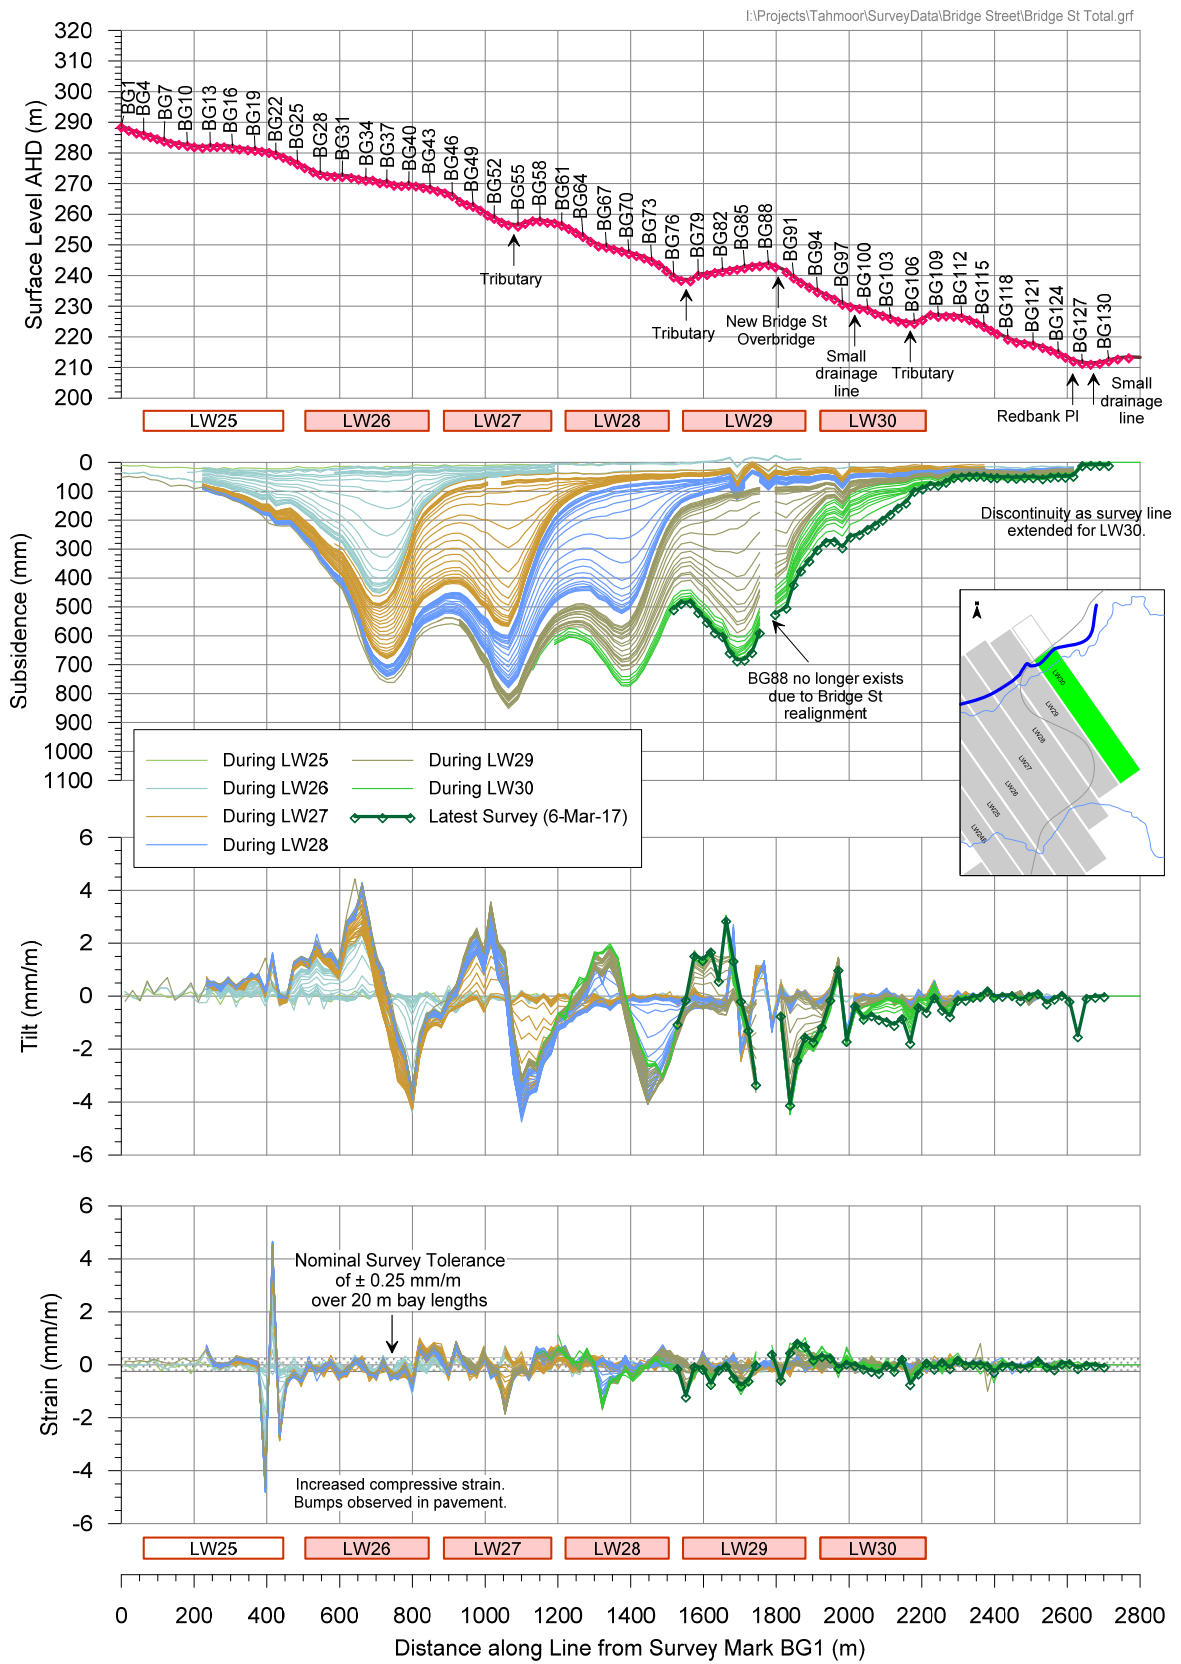 I:\Projects\Tahmoor\SurveyData\Bridge Street\Bridge St Total.grf
Surface Level AHD (m)
320
310
300
290
280
270
260
250
240
230
220
210
200
BG1
BG4
BG7
BG10
BG13
BG16
BG19
BG22
BG25
BG28
BG31
BG34
BG37
BG40
BG43
BG46
BG49
BG52
BG55
BG58
BG61
BG64
BG67
BG70
BG73
BG76
BG79
BG82
BG85
BG88
BG91
BG94
BG97
BG100
BG103
BG106
BG109
BG112
BG115
BG118
BG121
BG124
BG127
BG130
Tributary
Tributary
New Bridge St
Overbridge
Small
drainage
line
Tributary
Redbank Pl
Small
drainage
line
LW25
LW26
LW27
LW28
LW29
LW30
Subsidence (mm)
0
100
200
300
400
500
600
700
800
900
1000
1100
Discontinuity as survey line
extended for LW30.
BG88 no longer exists
due to Bridge St
realignment
LW30
LW29
LW28
LW27
LW26
LW25
LW24B
During LW25
During LW26
During LW27
During LW28
During LW29
During LW30
Latest Survey (6-Mar-17)
Tilt (mm/m)
6
4
2
0
-2
-4
-6
Strain (mm/m)
6
4
2
0
-2
-4
-6
Nominal Survey Tolerance
of ± 0.25 mm/m
over 20 m bay lengths
Increased compressive strain.
Bumps observed in pavement.
LW25
LW26
LW27
LW28
LW29
LW30
0
200
400
600
800
1000
1200
1400
1600
1800
2000
2200
2400
2600
2800
Distance along Line from Survey Mark BG1 (m)